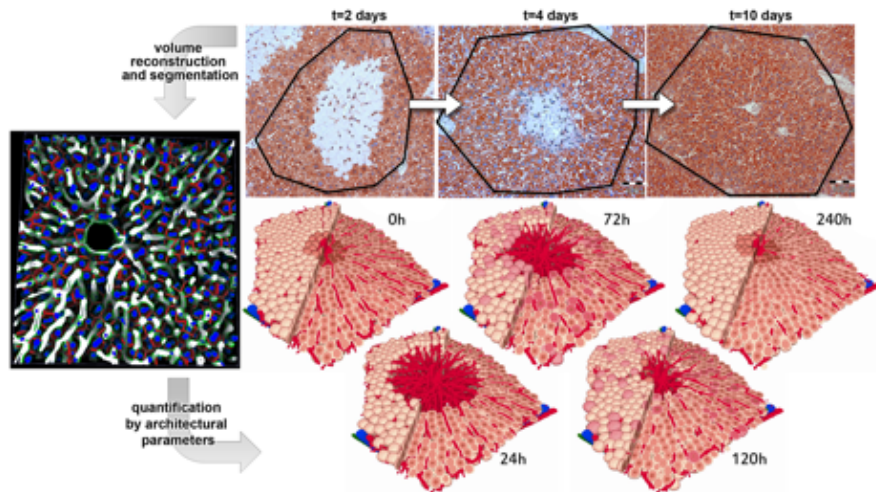 t=2 days
t=4 days
t=10 days
volume
reconstruction
and segmentation
0h
72h
240h
quantification
by architectural
parameters
24h
120h